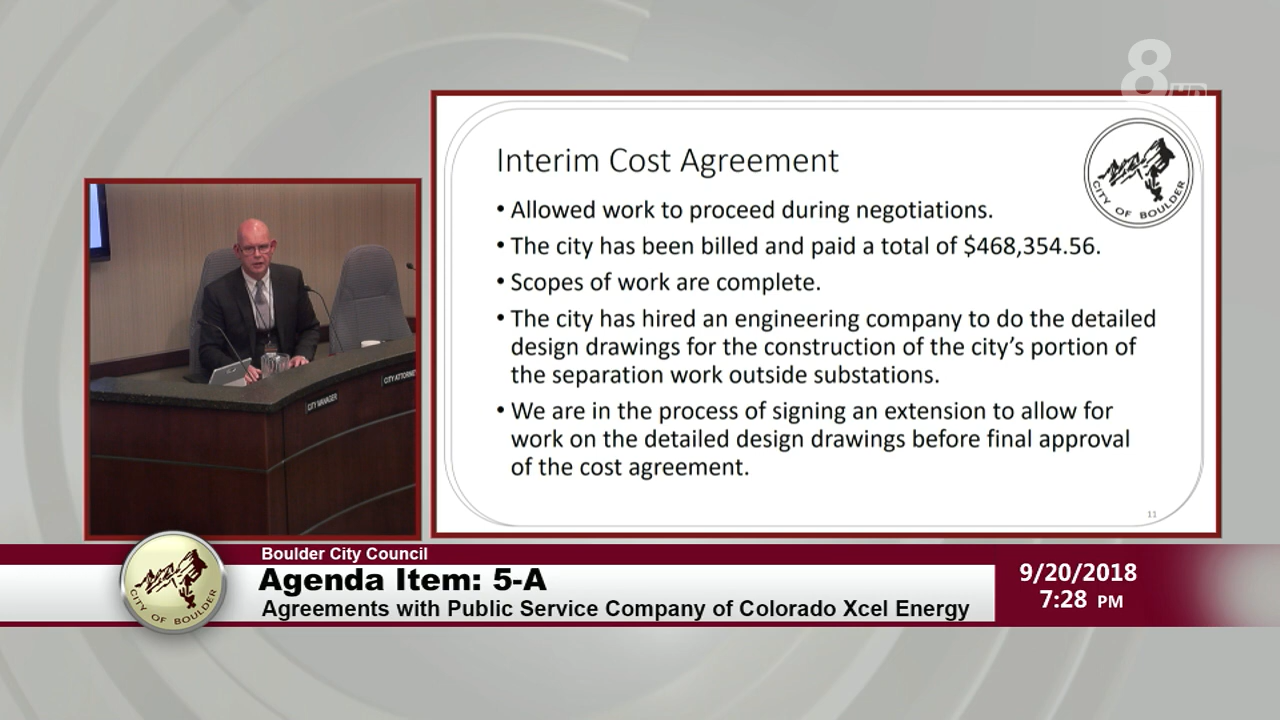 8
HD
Interim Cost Agreement
CITY OF BOULDER
• Allowed work to proceed during negotiations.
• The city has been billed and paid a total of $468,354.56.
• Scopes of work are complete.
• The city has hired an engineering company to do the detailed
design drawings for the construction of the city's portion of
the separation work outside substations.
• We are in the process of signing an extension to allow for
work on the detailed design drawings before final approval
of the cost agreement.
11
CITY MANAGER
CITY ATTORNE
Boulder City Council
Agenda Item: 5-A
Agreements with Public Service Company of Colorado Xcel Energy
CITY OF BOULDER
9/20/2018
7:28 PM